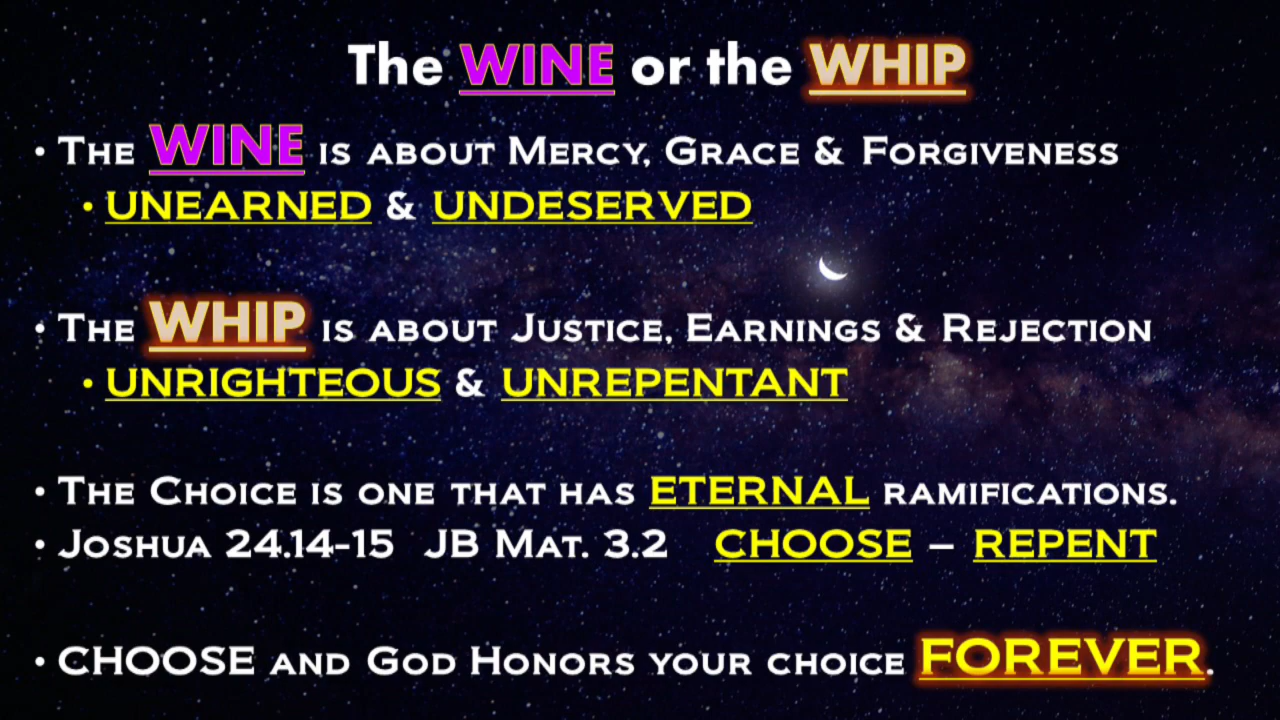 The WINE or the WHIP
• The WINE is about Mercy, Grace & Forgiveness
• UNEARNED & UNDESERVED
• The WHIP is about Justice, Earnings & Rejection
• UNRIGHTEOUS & UNREPENTANT
• The Choice is one that has ETERNAL ramifications.
• Joshua 24.14-15 JB Mat. 3.2 CHOOSE – REPENT
• CHOOSE and God Honors your choice FOREVER.